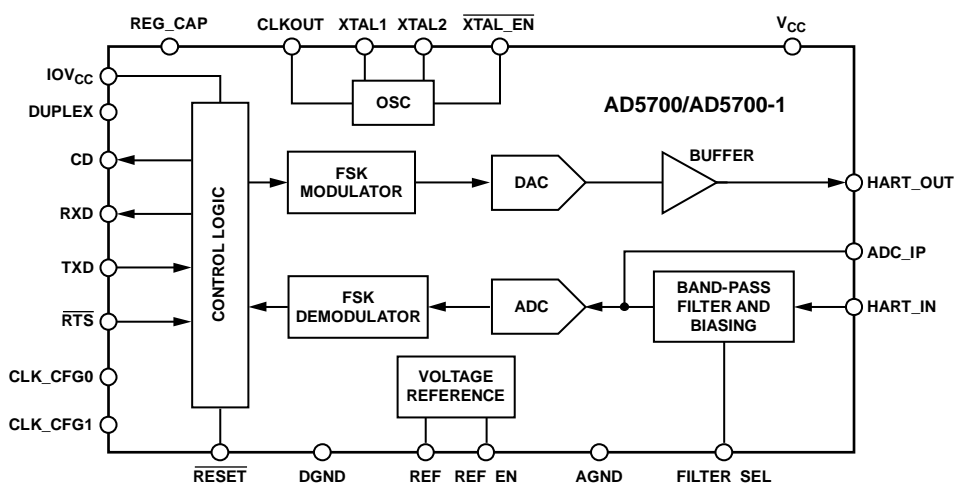 REG_CAP
CLKOUT
XTAL1
XTAL2
XTAL_EN
VCC
IOVCC
DUPLEX
CD
RXD
TXD
RTS
CLK_CFG0
CLK_CFG1
OSC
AD5700/AD5700-1
CONTROL LOGIC
FSK
MODULATOR
DAC
BUFFER
HART_OUT
ADC_IP
FSK
DEMODULATOR
ADC
BAND-PASS
FILTER AND
BIASING
HART_IN
VOLTAGE
REFERENCE
RESET
DGND
REF
REF_EN
AGND
FILTER_SEL